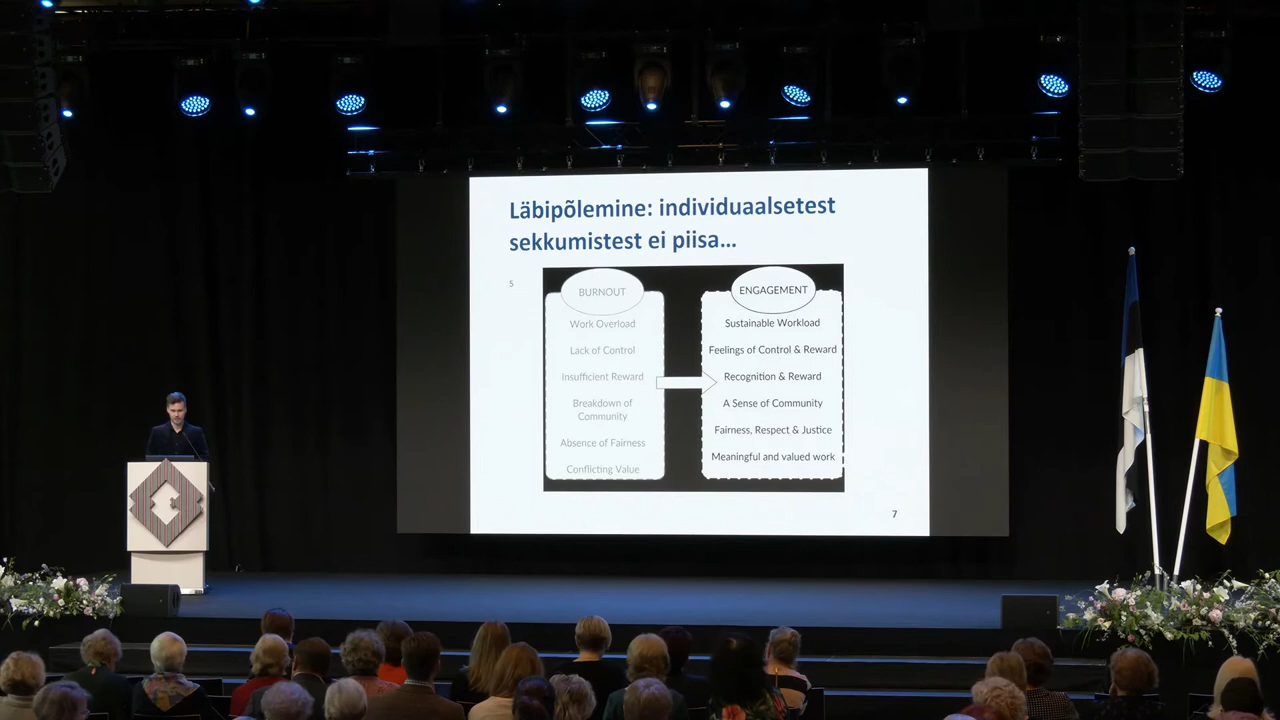 Läbipõlemine: individuaalsetest
sekkumistest ei piisa...
5
BURNOUT
Work Overload
Lack of Control
Insufficient Reward
Breakdown of
Community
Absence of Fairness
Conflicting Value
ENGAGEMENT
Sustainable Workload
Feelings of Control & Reward
Recognition & Reward
A Sense of Community
Fairness, Respect & Justice
Meaningful and valued work
7